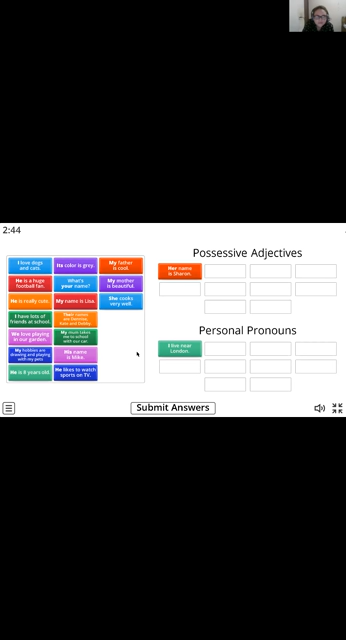 2:44
Possessive Adjectives
I love dogs
and cats.
Its color is grey.
My father
is cool.
Her name
is Sharon.
He is a huge
football fan.
What's
your name?
My mother
is beautiful.
He is really cute.
My name is Lisa.
She cooks
very well.
I have lots of
friends at school.
Their names
are Dennice,
Kate and Dolley
Personal Pronouns
We love playing
in our garden.
My mum takes
me to school
with our car.
I live near
London.
My hobbies are
drawing and playing
with my pets
His name
is Mike.
He is 8 years old.
He likes to watch
sports on TV.
Submit Answers